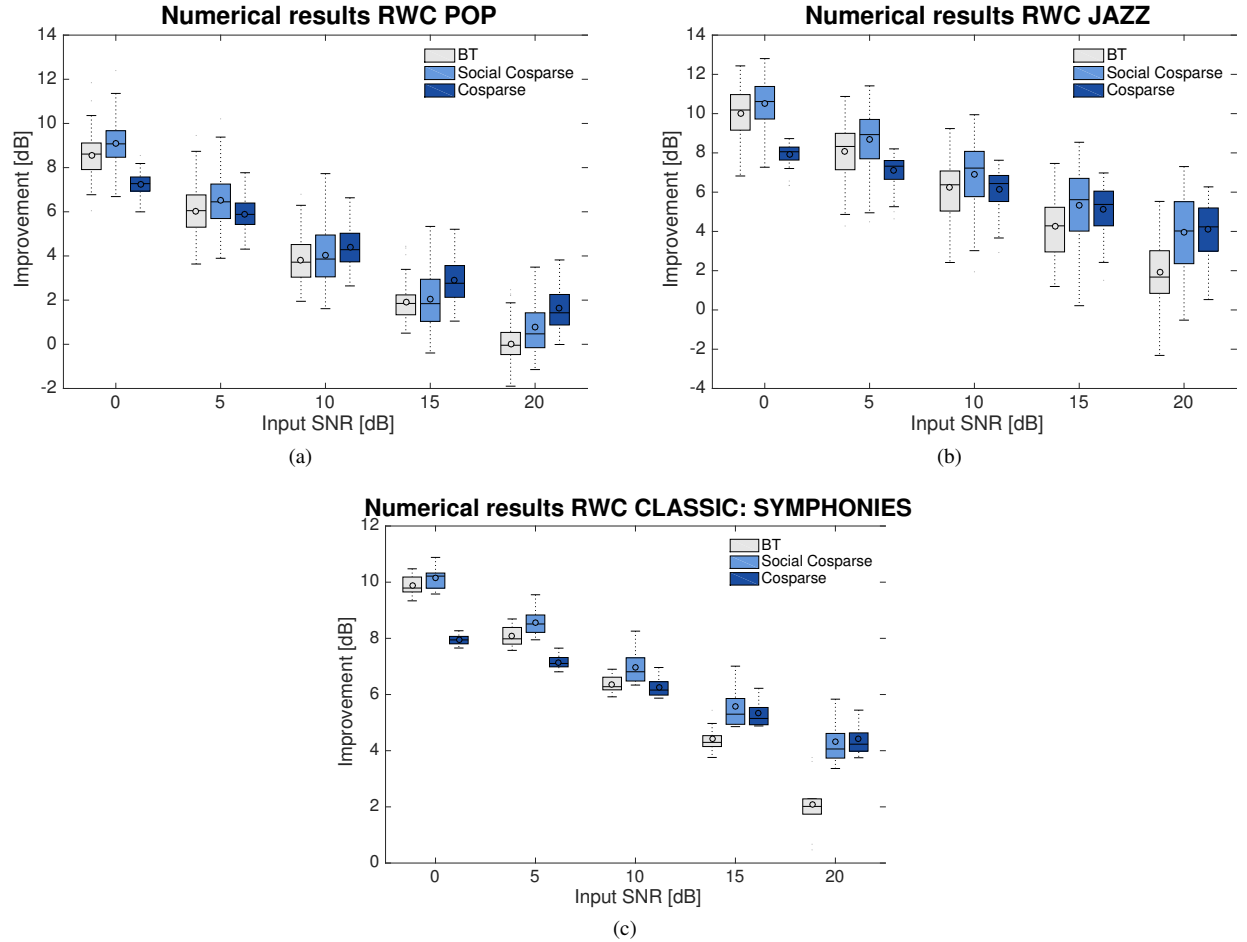 Numerical results RWC POP
14
12
10
8
6
4
2
0
-2
Improvement [dB]
BT
Social Cosparse
Cosparse
0 5 10 15 20
Input SNR [dB]
(a)
Numerical results RWC JAZZ
14
12
10
8
6
4
2
0
-2
-4
Improvement [dB]
BT
Social Cosparse
Cosparse
0 5 10 15 20
Input SNR [dB]
(b)
Numerical results RWC CLASSIC: SYMPHONIES
12
10
8
6
4
2
0
Improvement [dB]
BT
Social Cosparse
Cosparse
0 5 10 15 20
Input SNR [dB]
(c)